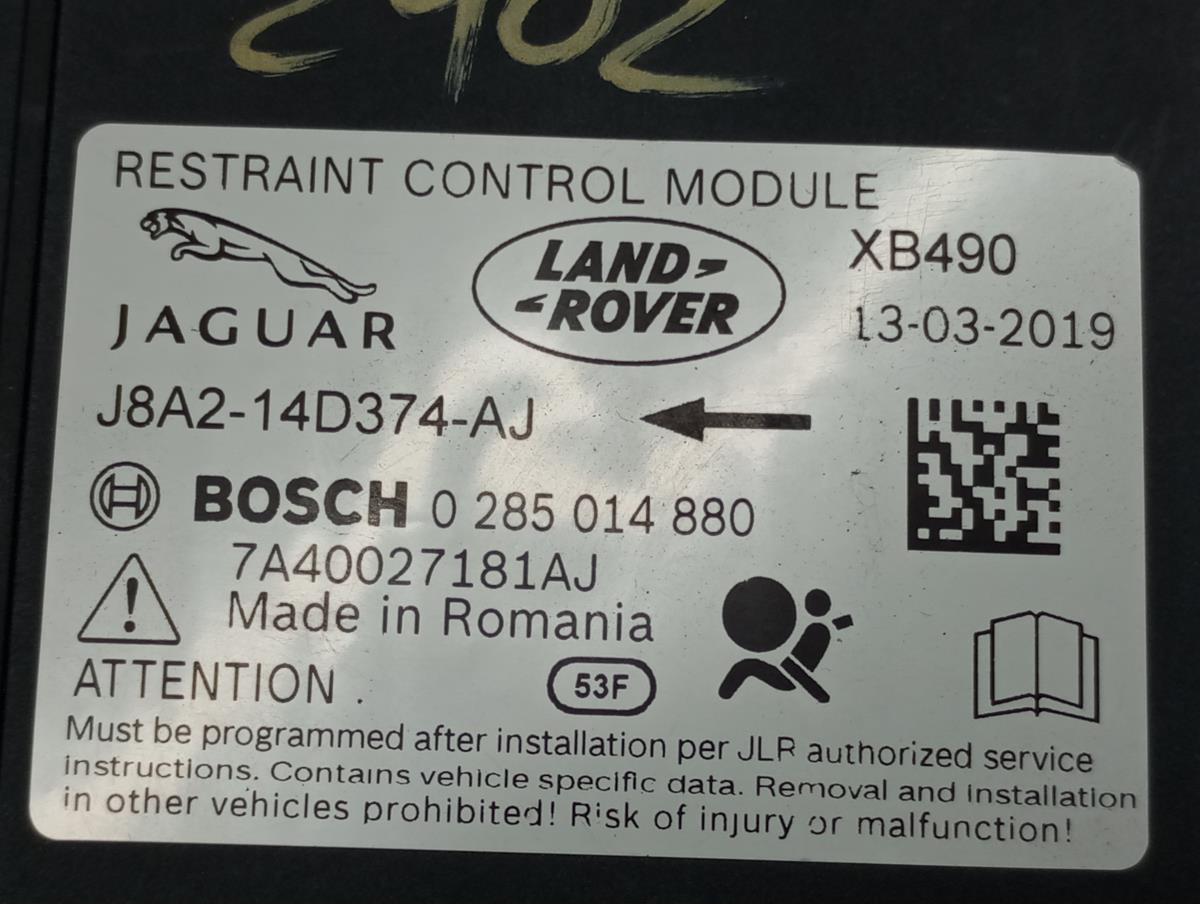 2902
RESTRAINT CONTROL MODULE
JAGUAR
LAND
ROVER
XB490
13-03-2019
J8A2-14D374-AJ
BOSCH 0 285 014 880
7A40027181AJ
Made in Romania
ATTENTION .
53F
Must be programmed after installation per JLR authorized service
instructions. Contains vehicle specific data. Removal and installation
in other vehicles prohibited! Risk of injury or malfunction!